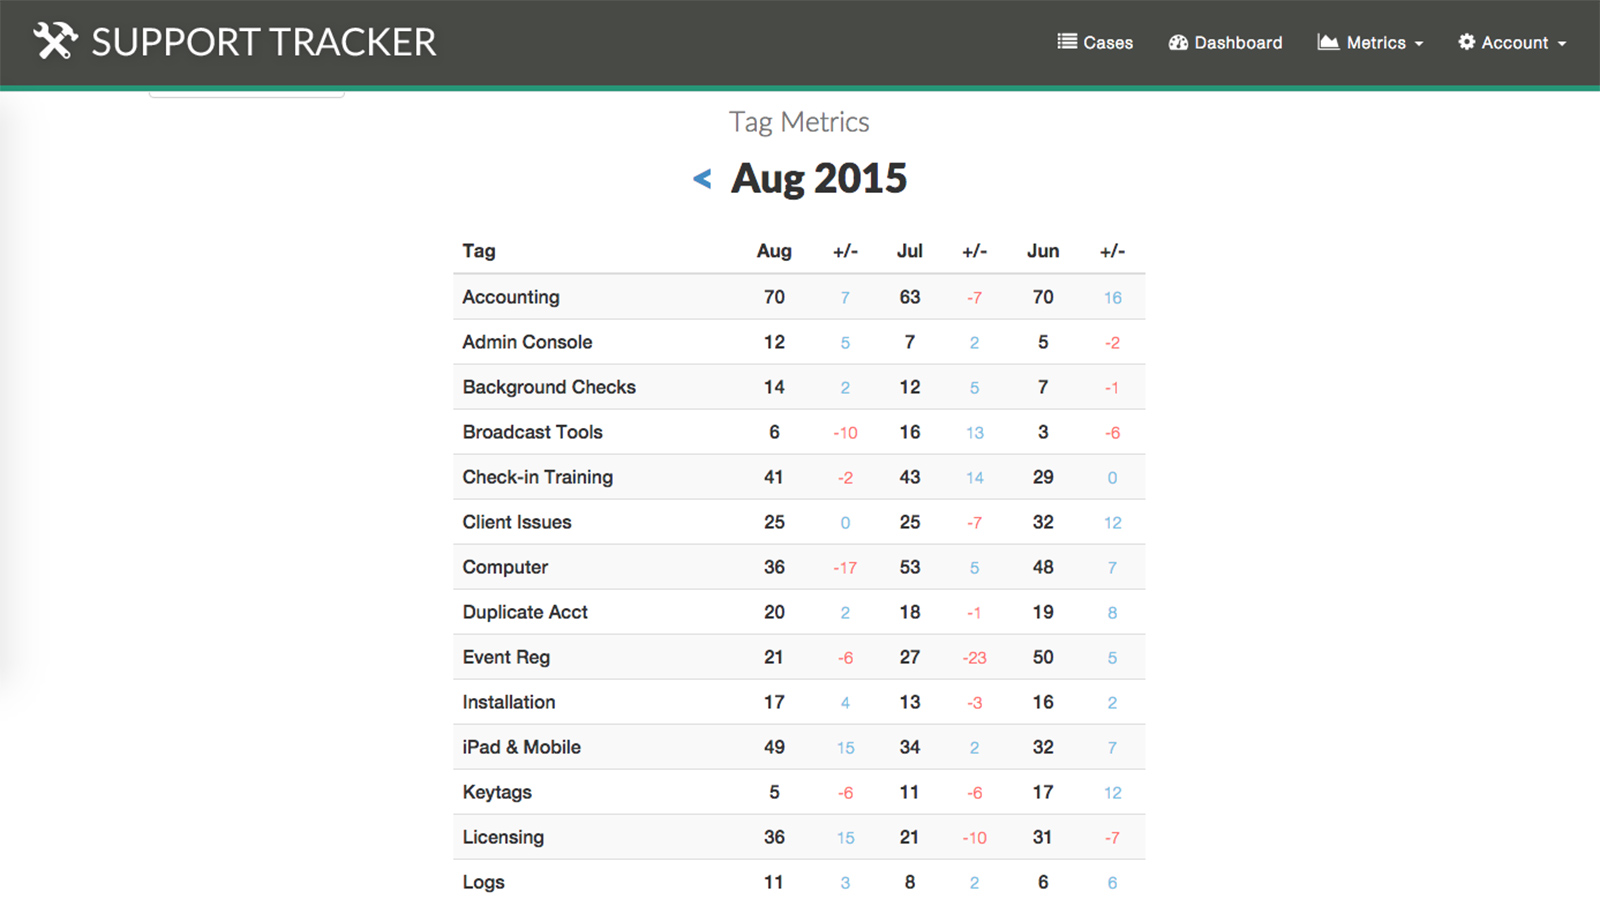 SUPPORT TRACKER Cases Dashboard Metrics Account
Tag Metrics
< Aug 2015
Tag Aug +/- Jul +/- Jun +/-
Accounting 70 7 63 -7 70 16
Admin Console 12 5 7 2 5 -2
Background Checks 14 2 12 5 7 -1
Broadcast Tools 6 -10 16 13 3 -6
Check-in Training 41 -2 43 14 29 0
Client Issues 25 0 25 -7 32 12
Computer 36 -17 53 5 48 7
Duplicate Acct 20 2 18 -1 19 8
Event Reg 21 -6 27 -23 50 5
Installation 17 4 13 -3 16 2
iPad & Mobile 49 15 34 2 32 7
Keytags 5 -6 11 -6 17 12
Licensing 36 15 21 -10 31 -7
Logs 11 3 8 2 6 6